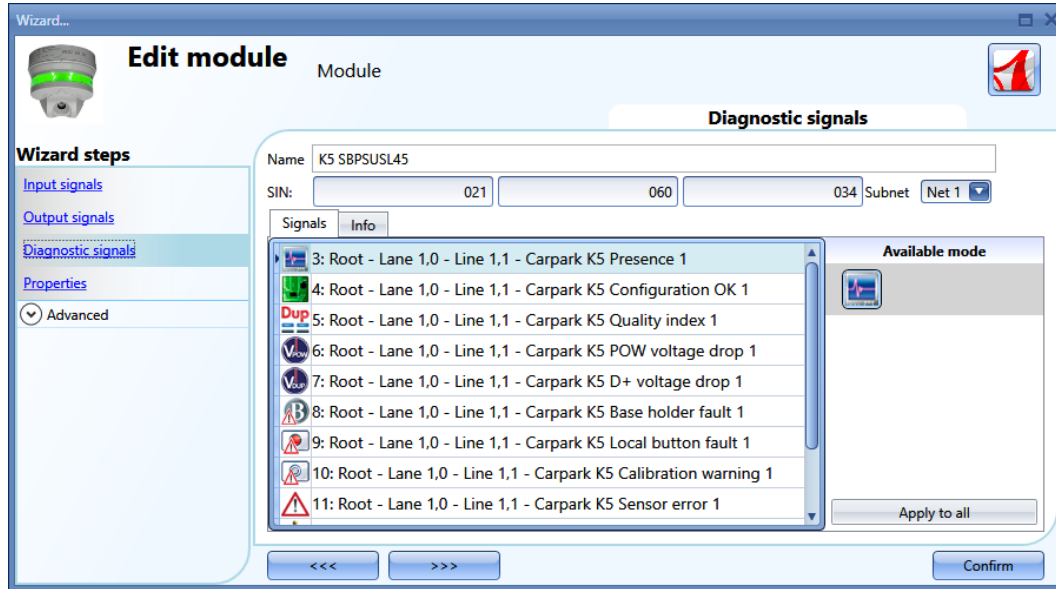 Wizard...
Edit module
Module
Diagnostic signals
Wizard steps
Input signals
Output signals
Diagnostic signals
Properties
Advanced
Name K5 SBPSUSL45
SIN: 021 060 034 Subnet Net 1
Signals Info
3: Root - Lane 1,0 - Line 1,1 - Carpark K5 Presence 1
4: Root - Lane 1,0 - Line 1,1 - Carpark K5 Configuration OK 1
Dup 5: Root - Lane 1,0 - Line 1,1 - Carpark K5 Quality index 1
VPOW 6: Root - Lane 1,0 - Line 1,1 - Carpark K5 POW voltage drop 1
VDUP 7: Root - Lane 1,0 - Line 1,1 - Carpark K5 D+ voltage drop 1
B 8: Root - Lane 1,0 - Line 1,1 - Carpark K5 Base holder fault 1
9: Root - Lane 1,0 - Line 1,1 - Carpark K5 Local button fault 1
10: Root - Lane 1,0 - Line 1,1 - Carpark K5 Calibration warning 1
11: Root - Lane 1,0 - Line 1,1 - Carpark K5 Sensor error 1
Available mode
Apply to all
<<< >>> Confirm